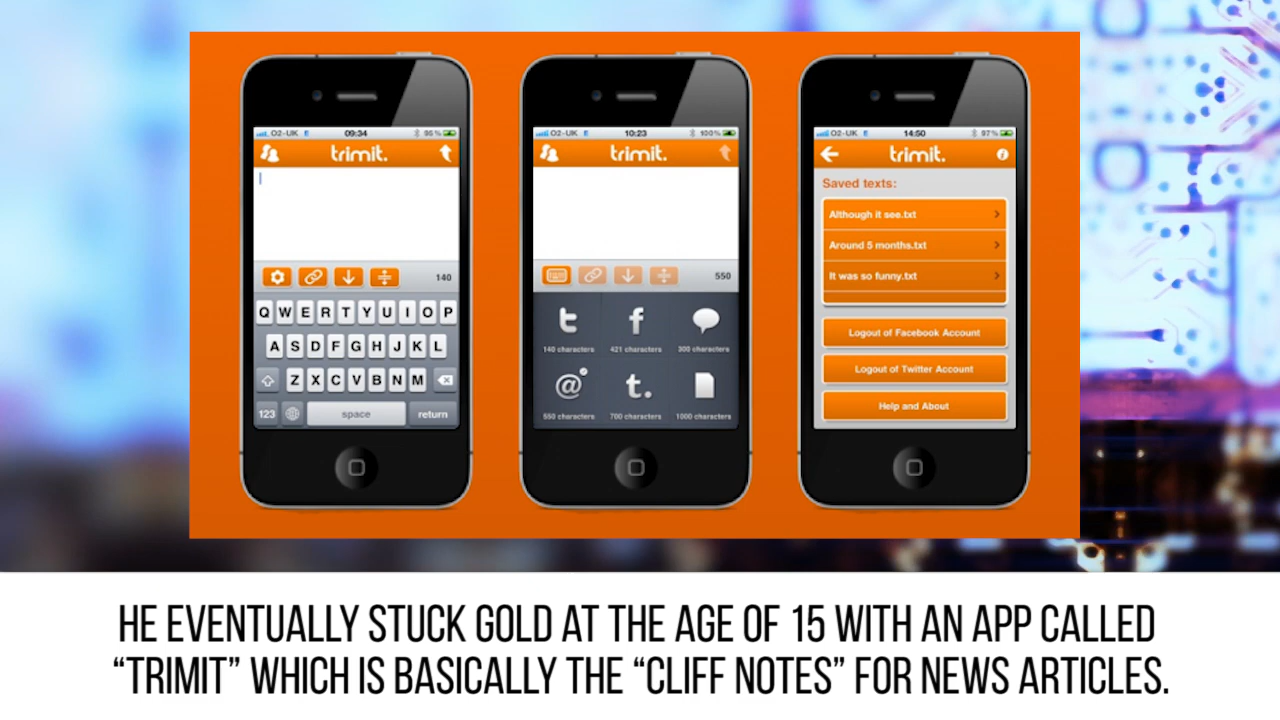 O2-UK 09:34 95%
trimit.
140
Q W E R T Y U I O P
A S D F G H J K L
Z X C V B N M
123 space return
O2-UK 10:23 100%
trimit.
550
140 characters 421 characters 300 characters
@ t.
550 characters 700 characters 1000 characters
O2-UK 14:50 97%
trimit.
Saved texts:
Although it see.txt
Around 5 months.txt
It was so funny.txt
Logout of Facebook Account
Logout of Twitter Account
Help and About
HE EVENTUALLY STUCK GOLD AT THE AGE OF 15 WITH AN APP CALLED
“TRIMIT” WHICH IS BASICALLY THE “CLIFF NOTES” FOR NEWS ARTICLES.